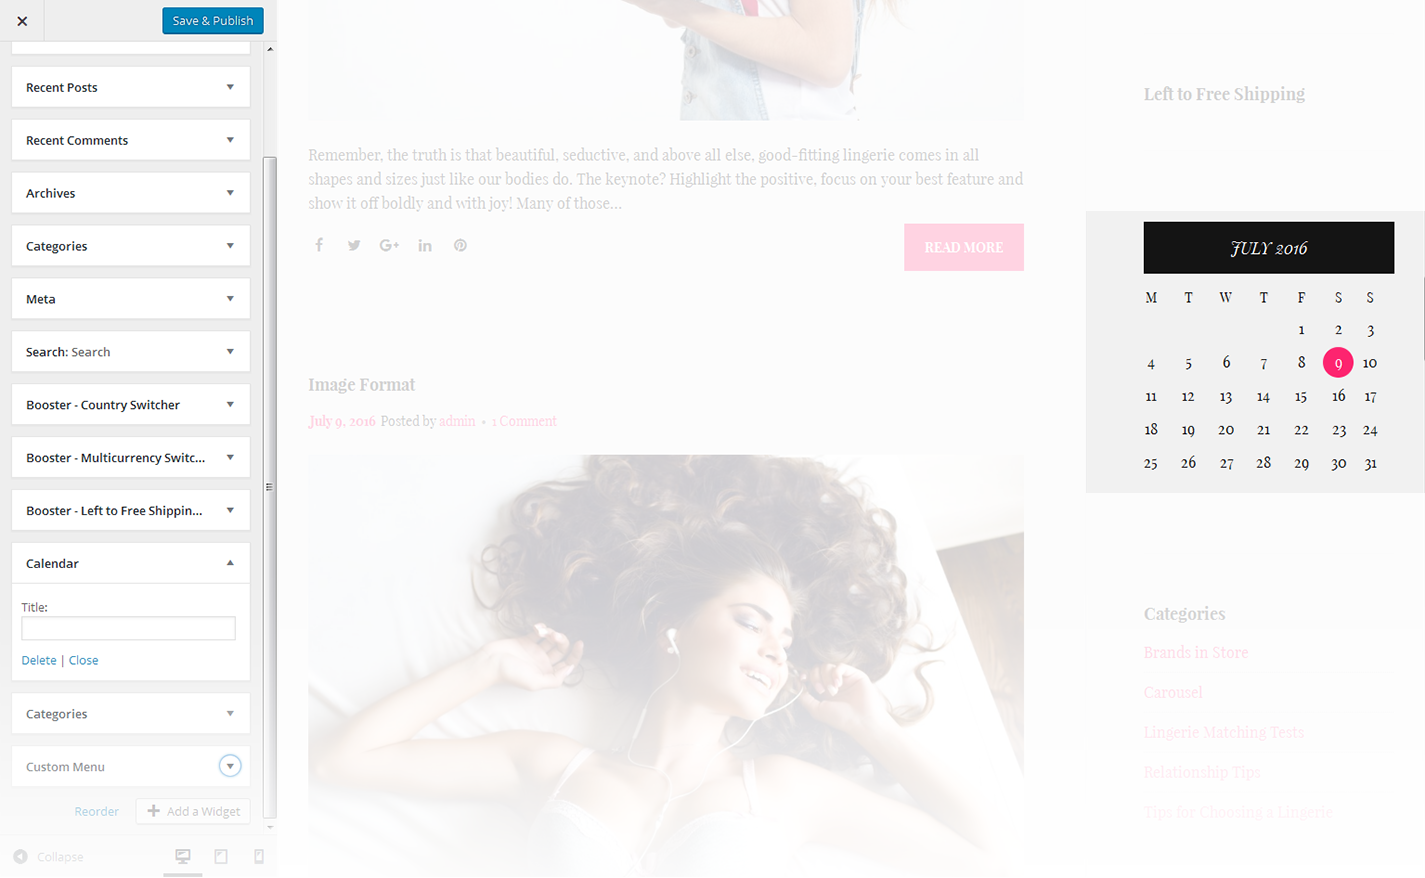 Save & Publish
Recent Posts
Recent Comments
Archives
Categories
Meta
Search: Search
Booster - Country Switcher
Booster - Multicurrency Switc...
Booster - Left to Free Shippin...
Calendar
Title:
Delete | Close
Categories
Custom Menu
Reorder
Add a Widget
Collapse
Remember, the truth is that beautiful, seductive, and above all else, good-fitting lingerie comes in all
shapes and sizes just like our bodies do. The keynote? Highlight the positive, focus on your best feature and
show it off boldly and with joy! Many of those...
READ MORE
Image Format
July 9, 2016 Posted by admin • 1 Comment
Left to Free Shipping
JULY 2016
M T W T F S S
1 2 3
4 5 6 7 8 9 10
11 12 13 14 15 16 17
18 19 20 21 22 23 24
25 26 27 28 29 30 31
Categories
Brands in Store
Carousel
Lingerie Matching Tests
Relationship Tips
Tips for Choosing a Lingerie